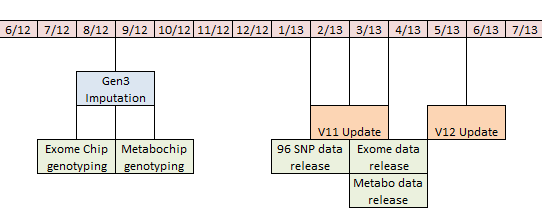 6/12 7/12 8/12 9/12 10/12 11/12 12/12 1/13 2/13 3/13 4/13 5/13 6/13 7/13
Gen3
Imputation
V11 Update
V12 Update
Exome Chip
genotyping
Metabochip
genotyping
96 SNP data
release
Exome data
release
Metabo data
release